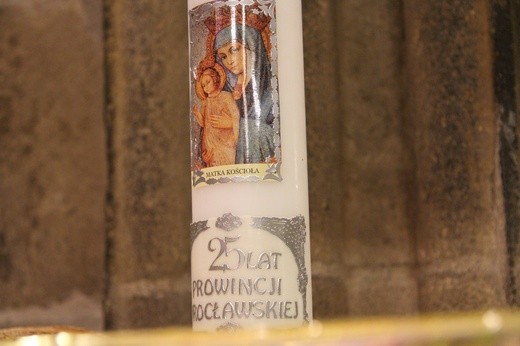 MATKA KOŚCIOŁA
25 LAT
PROWINCJI
ROCŁAWSKIEJ